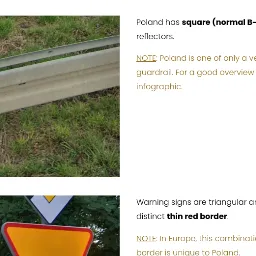 Poland has square (normal B-
reflectors.
NOTE: Poland is one of only a
guardrail. For a good overview
infographic.
Warning signs are triangular
distinct thin red border.
NOTE: In Europe, this
border is unique to Poland.